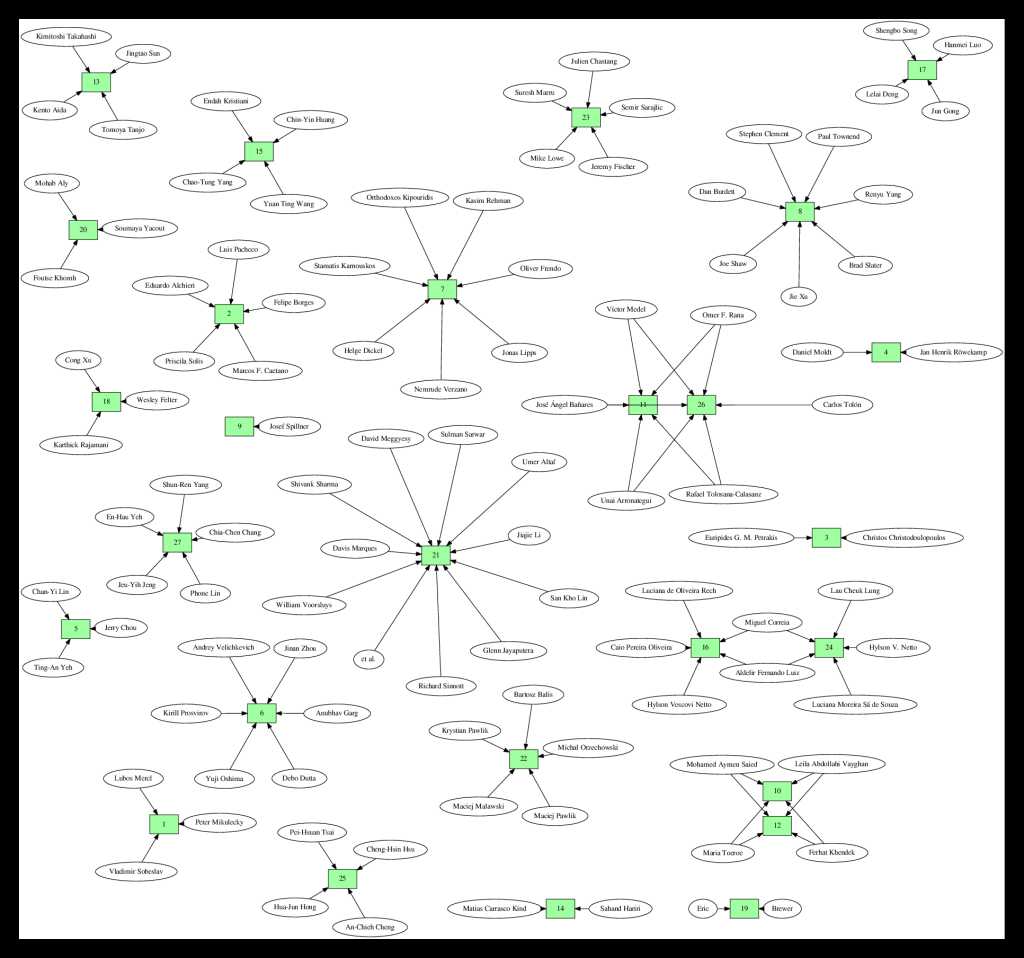 Kimitoshi Takahashi
Jingtao Sun
13
Kento Aida
Tomoya Tanjo
Endah Kristiani
Chin-Yin Huang
15
Chao-Tung Yang
Yuan Ting Wang
Julien Chastang
Suresh Marru
Semir Sarajlic
23
Mike Lowe
Jeremy Fischer
Shengbo Song
Hanmei Luo
17
Lelai Deng
Jun Gong
Stephen Clement
Paul Townend
Dan Burdett
Renyu Yang
8
Joe Shaw
Brad Slater
Jie Xu
Mohab Aly
Soumaya Yacout
20
Foutse Khomh
Orthodoxos Kipouridis
Kasim Rehman
Stamatis Karnouskos
Oliver Frendo
7
Helge Dickel
Jonas Lipps
Nemrude Verzano
Luis Pacheco
Eduardo Alchieri
Felipe Borges
2
Priscila Solis
Marcos F. Caetano
Víctor Medel
Omer F. Rana
José Ángel Bañares
11
26
Carlos Tolón
Unai Arronategui
Rafael Tolosana-Calasanz
Daniel Moldt
4
Jan Henrik Röwekamp
Cong Xu
18
Wesley Felter
Karthick Rajamani
9
Josef Spillner
David Meggyesy
Sulman Sarwar
Umer Altaf
Shivank Sharma
Jiajie Li
Davis Marques
21
William Voorsluys
San Kho Lin
et al.
Glenn Jayaputera
Richard Sinnott
Shun-Ren Yang
En-Hau Yeh
Chia-Chen Chang
27
Jeu-Yih Jeng
Phone Lin
Euripides G. M. Petrakis
3
Christos Christodoulopoulos
Chun-Yi Lin
5
Jerry Chou
Ting-An Yeh
Luciana de Oliveira Rech
Lau Cheuk Lung
Miguel Correia
Caio Pereira Oliveira
16
24
Hylson V. Netto
Aldelir Fernando Luiz
Hylson Vescovi Netto
Luciana Moreira Sá de Souza
Andrey Velichkevich
Jinan Zhou
Kirill Prosvirov
6
Anubhav Garg
Yuji Oshima
Debo Dutta
Bartosz Balis
Krystian Pawlik
Michal Orzechowski
22
Maciej Malawski
Maciej Pawlik
Mohamed Aymen Saied
Leila Abdollahi Vayghan
10
12
Maria Toeroe
Ferhat Khendek
Lubos Mercl
1
Peter Mikulecky
Vladimir Sobeslav
Pei-Hsuan Tsai
Cheng-Hsin Hsu
25
Hua-Jun Hong
An-Chieh Cheng
Matias Carrasco Kind
14
Sahand Hariri
Eric
19
Brewer